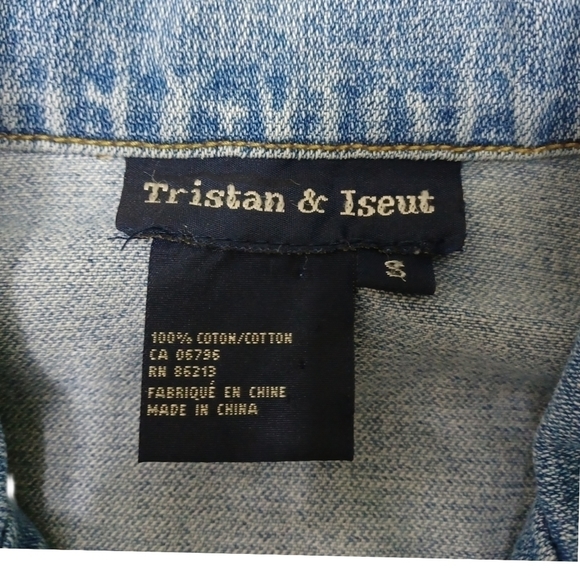 Tristan & Iseut
S
100% COTON/COTTON
CA 06796
RN 86213
FABRIQUÉ EN CHINE
MADE IN CHINA